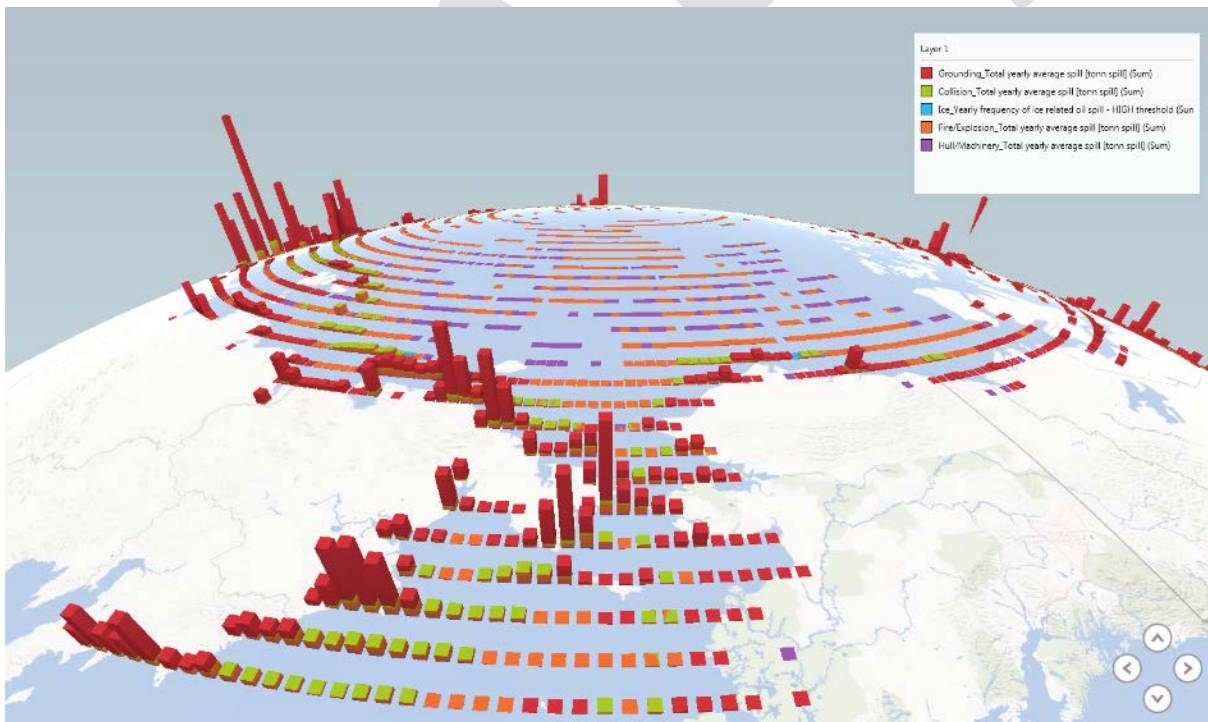 Layer 1
Grounding_Total yearly average spill [tonn spill] (Sum)
Collision_Total yearly average spill [tonn spill] (Sum)
Ice_Yearly frequency of ice related oil spill - HIGH threshold (Sun
Fire/Explosion_Total yearly average spill [tonn spill] (Sum)
Hull/Machinery_Total yearly average spill [tonn spill] (Sum)